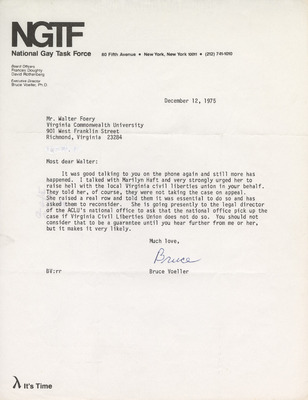 NGTF
National Gay Task Force
80 Fifth Avenue • New York, New York 10011 • (212) 741-1010
Board Officers
Frances Doughty
David Rothenberg
Executive Director
Bruce Voeller, Ph.D.
December 12, 1975
Mr. Walter Foery
Virginia Commonwealth University
901 West Franklin Street
Richmond, Virginia 23284
Most dear Walter:
It was good talking to you on the phone again and still more has
happened. I talked with Marilyn Haft and very strongly urged her to
raise hell with the local Virginia civil liberties union in your behalf.
They told her, of course, they were not taking the case on appeal.
She raised a real row and told them it was essential to do so and has
asked them to reconsider. She is going presently to the legal director
of the ACLU's national office to ask that the national office pick up the
case if Virginia Civil Liberties Union does not do so. You should not
consider that to be a guarantee until you hear further from me or her,
but it makes it very likely.
Much love,
Bruce
BV:rr Bruce Voeller
λ It's Time